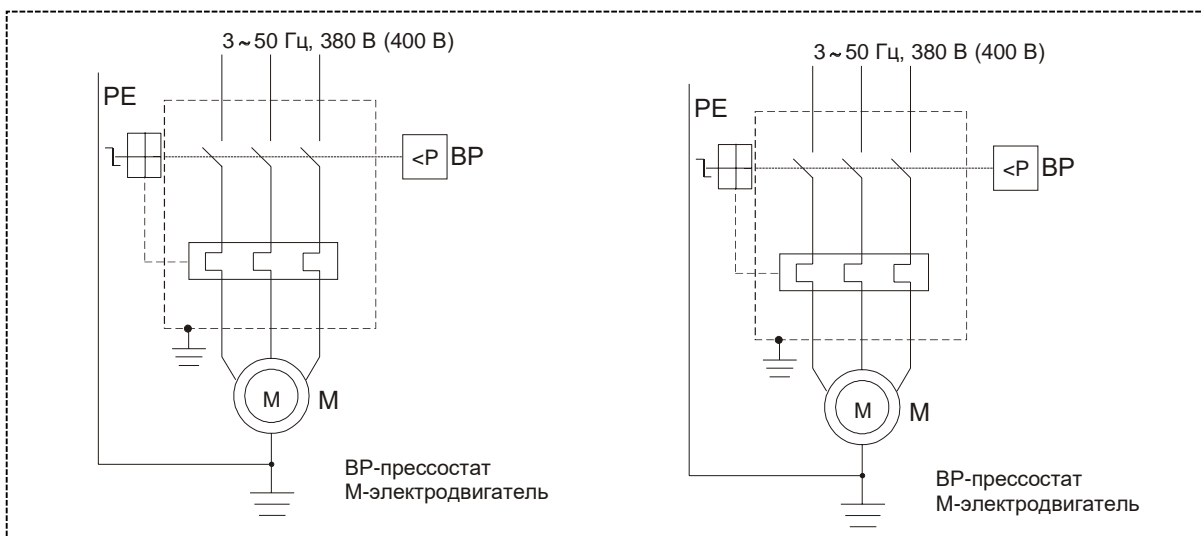 3~50 Гц, 380 В (400 В)
PE
<P BP
M M
BP-прессостат
М-электродвигатель
3~50 Гц, 380 В (400 В)
PE
<P BP
M M
BP-прессостат
М-электродвигатель